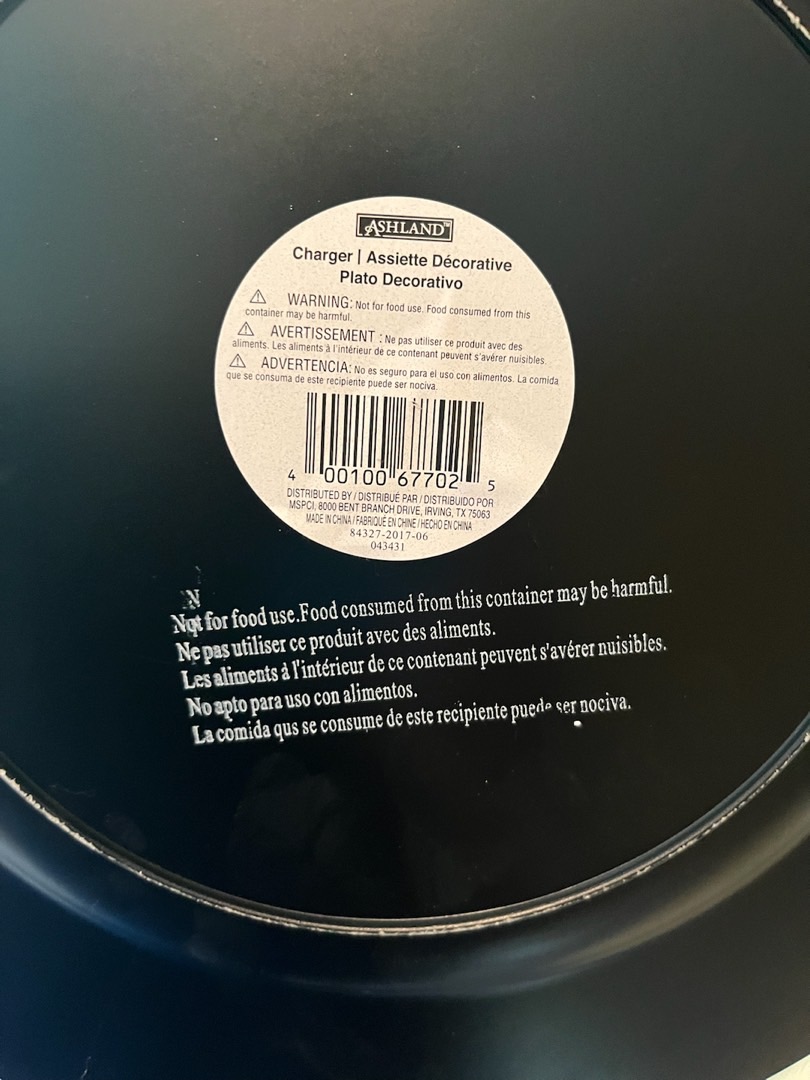 ASHLAND™
Charger | Assiette Décorative
Plato Decorativo
⚠ WARNING: Not for food use. Food consumed from this
container may be harmful.
⚠ AVERTISSEMENT : Ne pas utiliser ce produit avec des
aliments. Les aliments à l'intérieur de ce contenant peuvent s'avérer nuisibles.
⚠ ADVERTENCIA: No es seguro para el uso con alimentos. La comida
que se consuma de este recipiente puede ser nociva.
4 00100 67702 5
DISTRIBUTED BY / DISTRIBUÉ PAR / DISTRIBUIDO POR
MSPCI, 8000 BENT BRANCH DRIVE, IRVING, TX 75063
MADE IN CHINA / FABRIQUÉ EN CHINE / HECHO EN CHINA
84327-2017-06
043431
N
Not for food use.Food consumed from this container may be harmful.
Ne pas utiliser ce produit avec des aliments.
Les aliments à l'intérieur de ce contenant peuvent s'avérer nuisibles.
No apto para uso con alimentos.
La comida qus se consume de este recipiente puede ser nociva.